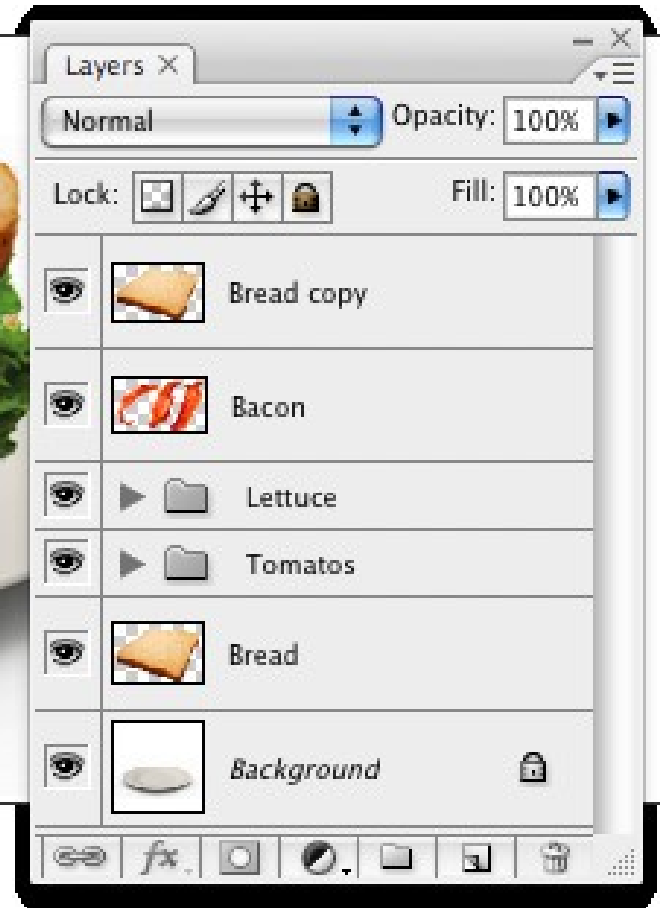 Layers
Normal Opacity: 100%
Lock: Fill: 100%
Bread copy
Bacon
Lettuce
Tomatos
Bread
Background
fx.